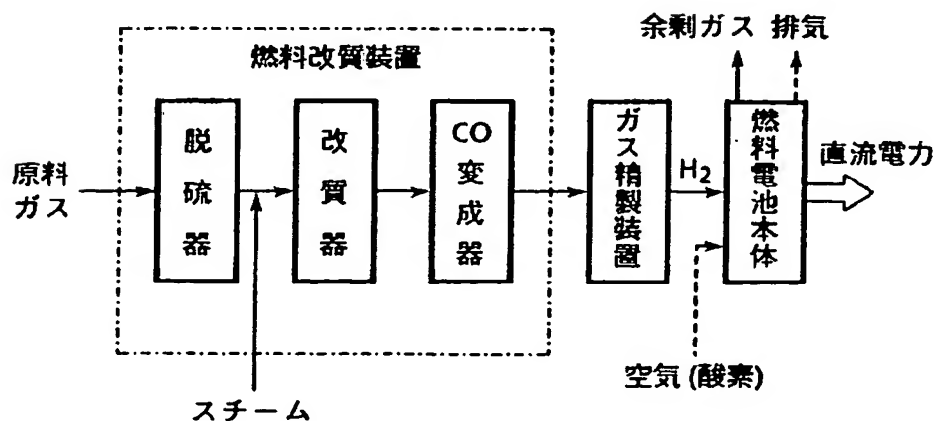 余剰ガス 排気
燃料改質装置
原料
ガス
脱硫器
改質器
CO
変成器
ガス精製装置
H2
燃料電池本体
直流電力
空気(酸素)
スチーム